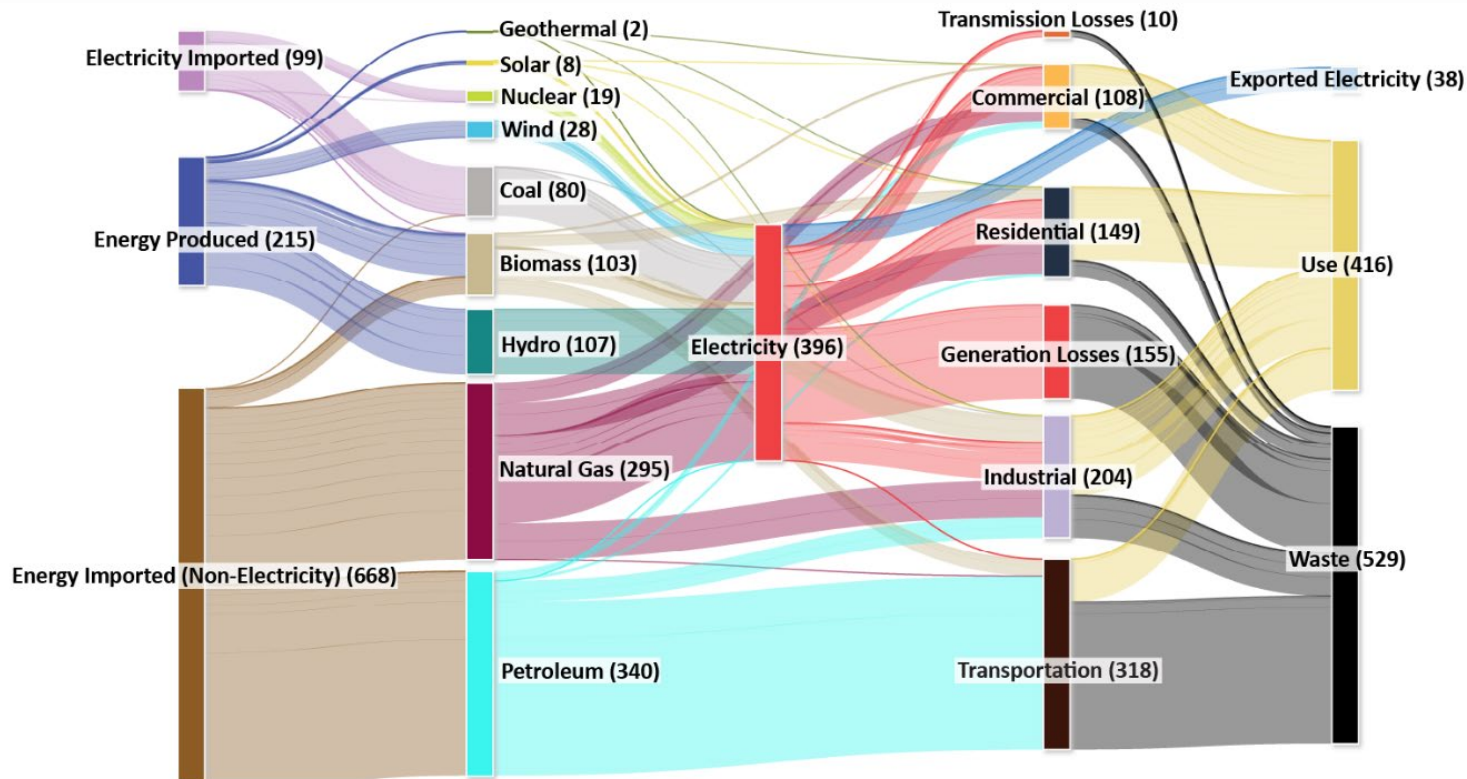 Electricity Imported (99)
Energy Produced (215)
Energy Imported (Non-Electricity) (668)
Geothermal (2)
Solar (8)
Nuclear (19)
Wind (28)
Coal (80)
Biomass (103)
Hydro (107)
Natural Gas (295)
Petroleum (340)
Electricity (396)
Transmission Losses (10)
Commercial (108)
Residential (149)
Generation Losses (155)
Industrial (204)
Transportation (318)
Exported Electricity (38)
Use (416)
Waste (529)